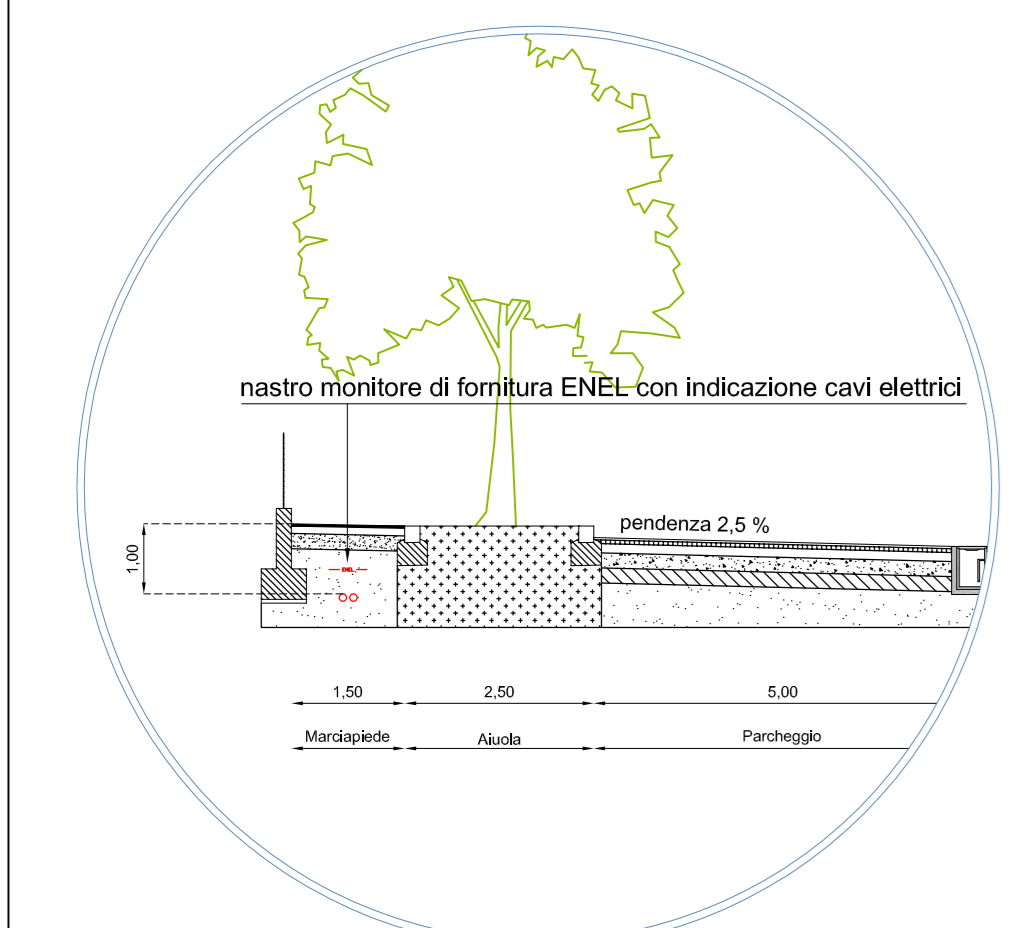 nastro monitore di fornitura ENEL con indicazione cavi elettrici
pendenza 2,5 %
1,00
ENEL
1,50
2,50
5,00
Marciapiede
Aiuola
Parcheggio